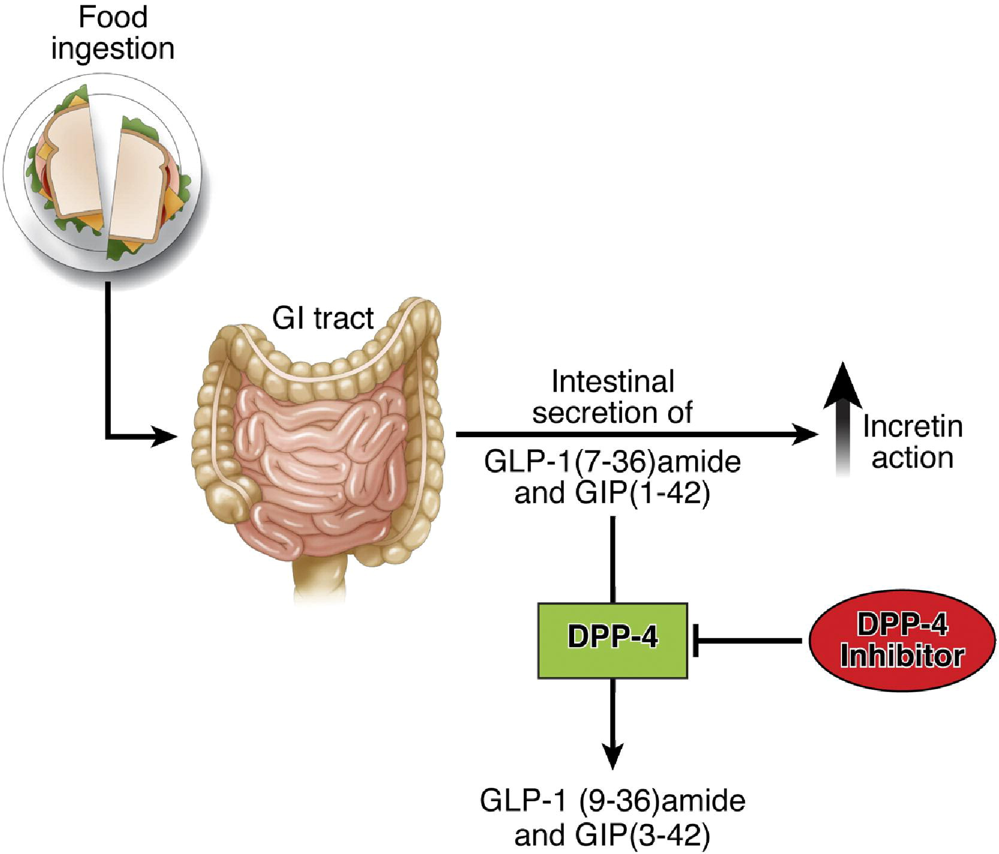 Food
ingestion
GI tract
Intestinal
secretion of
GLP-1(7-36)amide
and GIP(1-42)
Incretin
action
DPP-4
DPP-4
Inhibitor
GLP-1 (9-36)amide
and GIP(3-42)